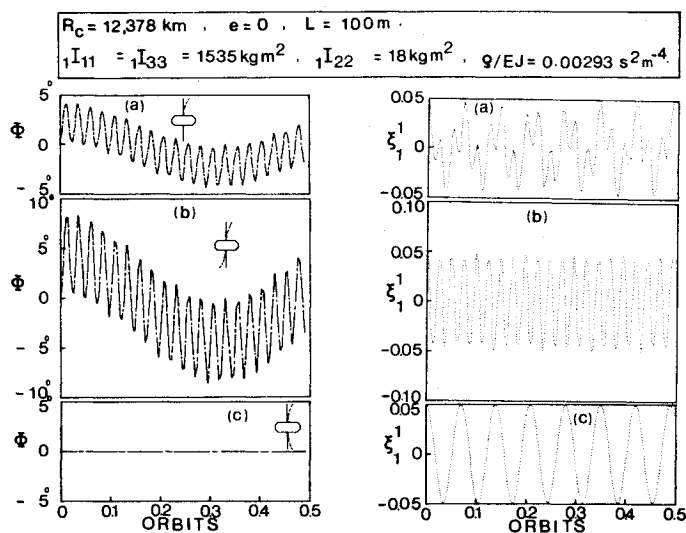 R_C = 12,378 km , e = 0 , L = 100 m .
₁I₁₁ = ₁I₃₃ = 1535 kg m² , ₁I₂₂ = 18 kg m² , ϱ/EJ = 0.00293 s² m⁻⁴ .
5° (a)
Φ 0
- 5°
10° (b)
5°
Φ 0
- 5°
- 10°
5° (c)
Φ 0
- 5°
0 0.1 0.2 0.3 0.4 0.5
ORBITS
0.05 (a)
ξ₁¹ 0
-0.05
0.10 (b)
0.05
ξ₁¹ 0
-0.05
-0.10
0.05 (c)
ξ₁¹ 0
-0.05
0 0.1 0.2 0.3 0.4 0.5
ORBITS